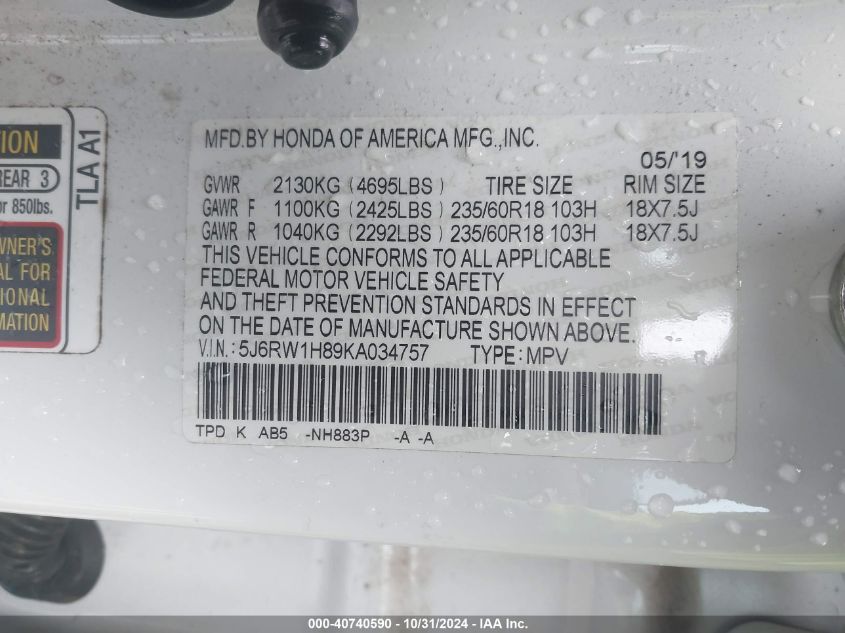 MFD.BY HONDA OF AMERICA MFG.,INC.
05/'19
GVWR 2130KG (4695LBS) TIRE SIZE RIM SIZE
GAWR F 1100KG (2425LBS) 235/60R18 103H 18X7.5J
GAWR R 1040KG (2292LBS) 235/60R18 103H 18X7.5J
THIS VEHICLE CONFORMS TO ALL APPLICABLE
FEDERAL MOTOR VEHICLE SAFETY
AND THEFT PREVENTION STANDARDS IN EFFECT
ON THE DATE OF MANUFACTURE SHOWN ABOVE.
V.I.N.: 5J6RW1H89KA034757 TYPE: MPV
TPD K AB5 -NH883P -A -A
TLA A1
REAR 3
850lbs.
OWNER'S
FOR
000-40740590 - 10/31/2024 - IAA Inc.